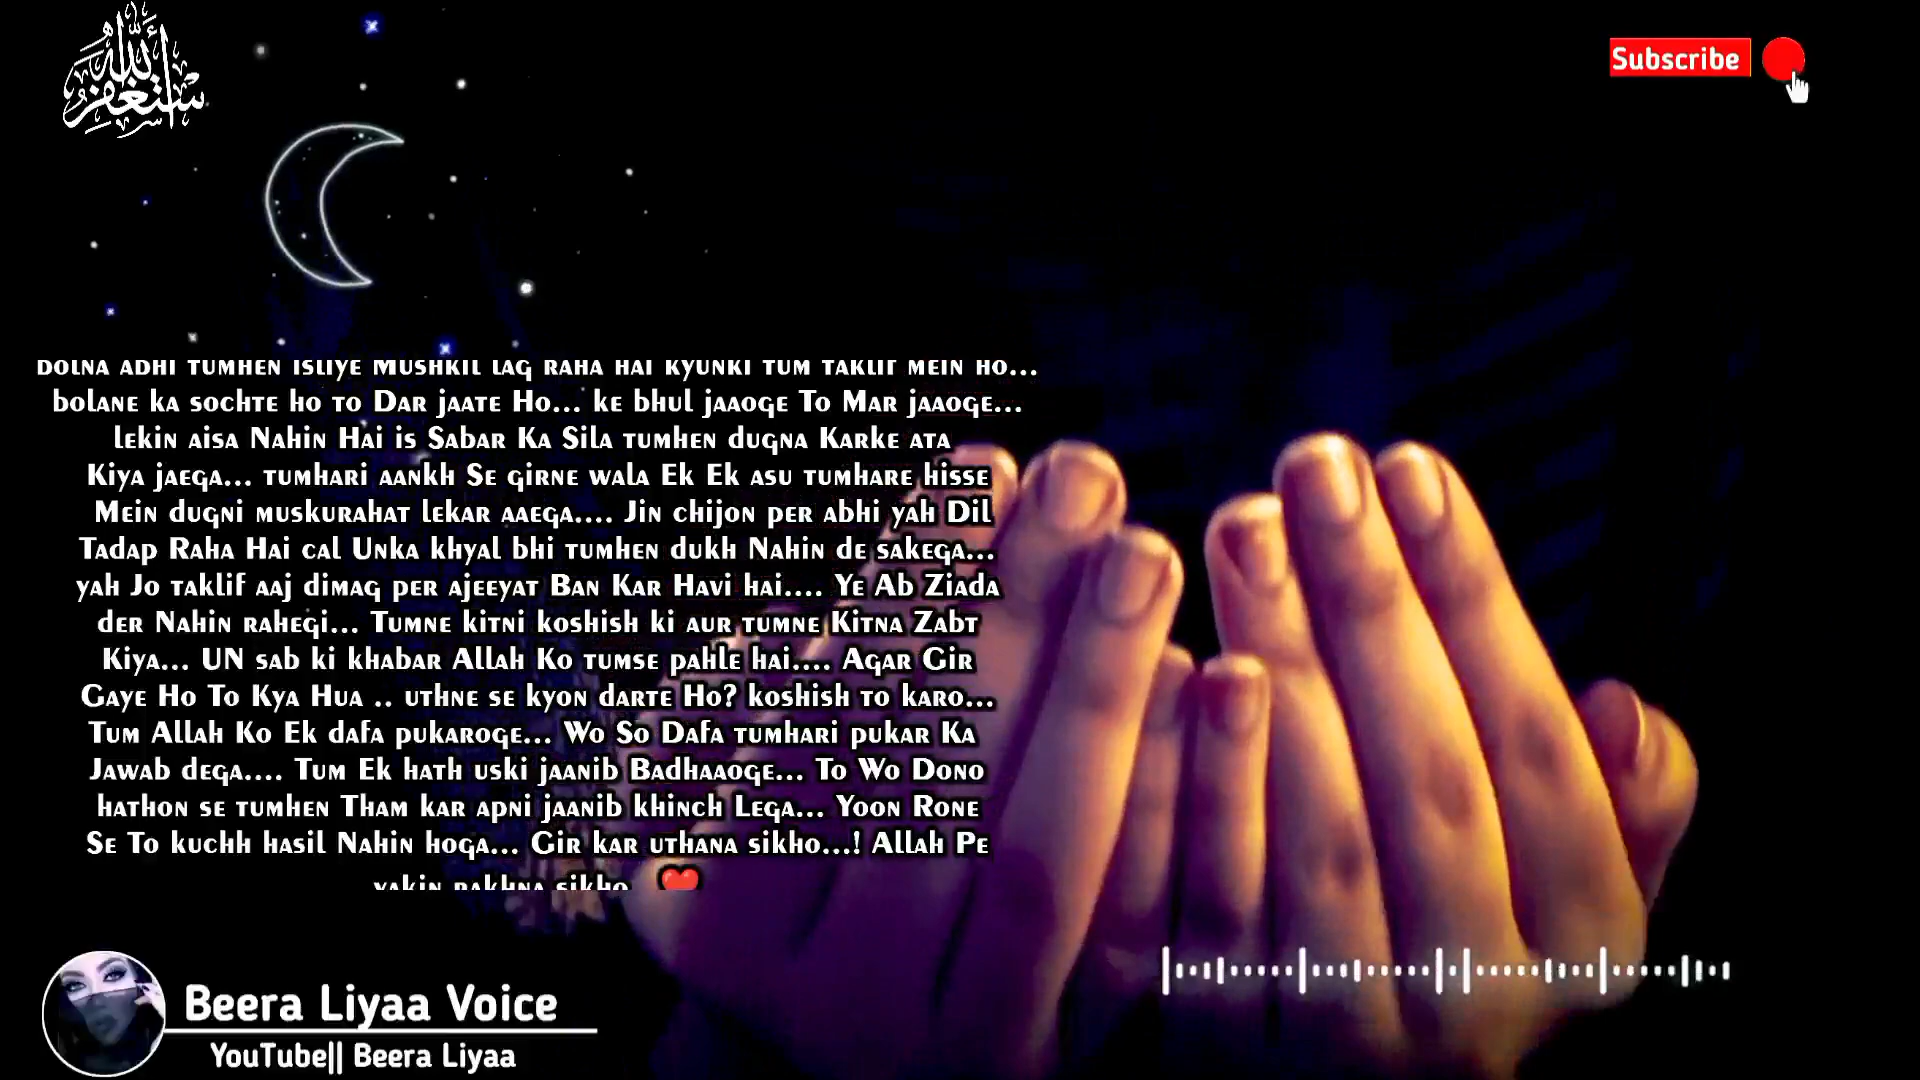 أستغفر الله
Subscribe
tumhen isliye mushkil lag raha hai kyunki tum taklif mein ho...
bolane ka sochte ho to Dar jaate Ho... ke bhul jaaoge To Mar jaaoge...
lekin aisa Nahin Hai is Sabar Ka Sila tumhen dugna Karke ata
Kiya jaega... tumhari aankh Se girne wala Ek Ek asu tumhare hisse
Mein dugni muskurahat lekar aaega.... Jin chijon per abhi yah Dil
Tadap Raha Hai cal Unka khyal bhi tumhen dukh Nahin de sakega...
yah Jo taklif aaj dimag per ajeeyat Ban Kar Havi hai.... Ye Ab Ziada
der Nahin rahegi... Tumne kitni koshish ki aur tumne Kitna Zabt
Kiya... UN sab ki khabar Allah Ko tumse pahle hai.... Agar Gir
Gaye Ho To Kya Hua .. uthne se kyon darte Ho? koshish to karo...
Tum Allah Ko Ek dafa pukaroge... Wo So Dafa tumhari pukar Ka
Jawab dega.... Tum Ek hath uski jaanib Badhaaoge... To Wo Dono
hathon se tumhen Tham kar apni jaanib khinch Lega... Yoon Rone
Se To kuchh hasil Nahin hoga... Gir kar uthana sikho...! Allah Pe
yakin rakhna sikho
Beera Liyaa Voice
YouTube|| Beera Liyaa